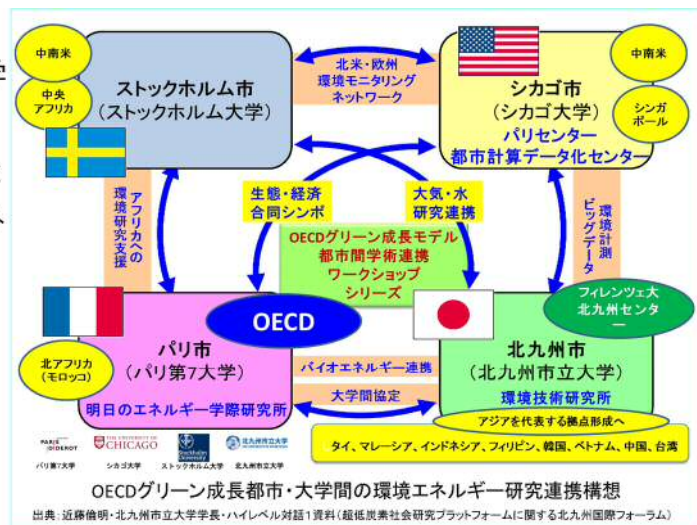 中南米
中央
アフリカ
ストックホルム市
(ストックホルム大学)
北米・欧州
環境モニタリング
ネットワーク
シカゴ市
(シカゴ大学)
パリセンター
都市計算データ化センター
中南米
シンガ
ポール
アフリカへの
環境研究支援
生態・経済
合同シンポ
大気・水
研究連携
環境計測
ビッグデータ
OECDグリーン成長モデル
都市間学術連携
ワークショップ
シリーズ
フィレンツェ大
北九州センタ
ー
OECD
パリ市
(パリ第7大学)
明日のエネルギー学際研究所
北アフリカ
(モロッコ)
バイオエネルギー連携
大学間協定
北九州市
(北九州市立大学)
環境技術研究所
アジアを代表する拠点形成へ
タイ、マレーシア、インドネシア、フィリピン、韓国、ベトナム、中国、台湾
PARIS
DIDEROT
THE UNIVERSITY OF
CHICAGO
Stockholm
University
北九州市立大学
パリ第7大学
シカゴ大学
ストックホルム大学
北九州市立大学
OECDグリーン成長都市・大学間の環境エネルギー研究連携構想
出典:近藤倫明・北九州市立大学学長・ハイレベル対話1資料(超低炭素社会研究プラットフォームに関する北九州国際フォーラム)